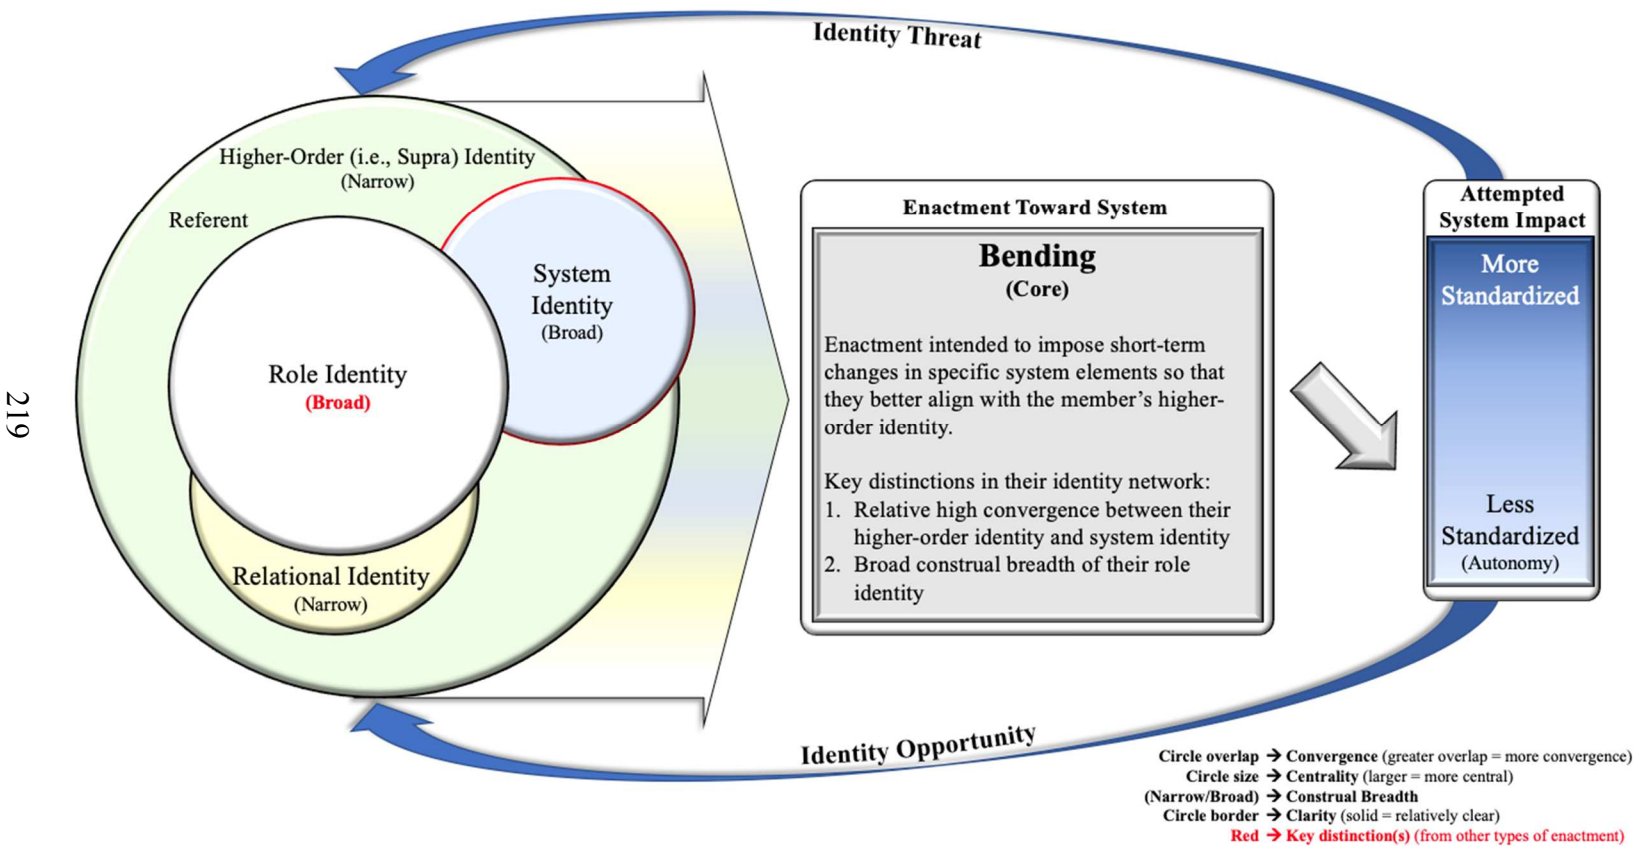 Identity Threat
Higher-Order (i.e., Supra) Identity
(Narrow)
Referent
System
Identity
(Broad)
Role Identity
(Broad)
Relational Identity
(Narrow)
Enactment Toward System
Bending
(Core)
Enactment intended to impose short-term
changes in specific system elements so that
they better align with the member’s higher-
order identity.
Key distinctions in their identity network:
1. Relative high convergence between their
higher-order identity and system identity
2. Broad construal breadth of their role
identity
Attempted
System Impact
More
Standardized
Less
Standardized
(Autonomy)
Identity Opportunity
Circle overlap → Convergence (greater overlap = more convergence)
Circle size → Centrality (larger = more central)
(Narrow/Broad) → Construal Breadth
Circle border → Clarity (solid = relatively clear)
Red → Key distinction(s) (from other types of enactment)
219